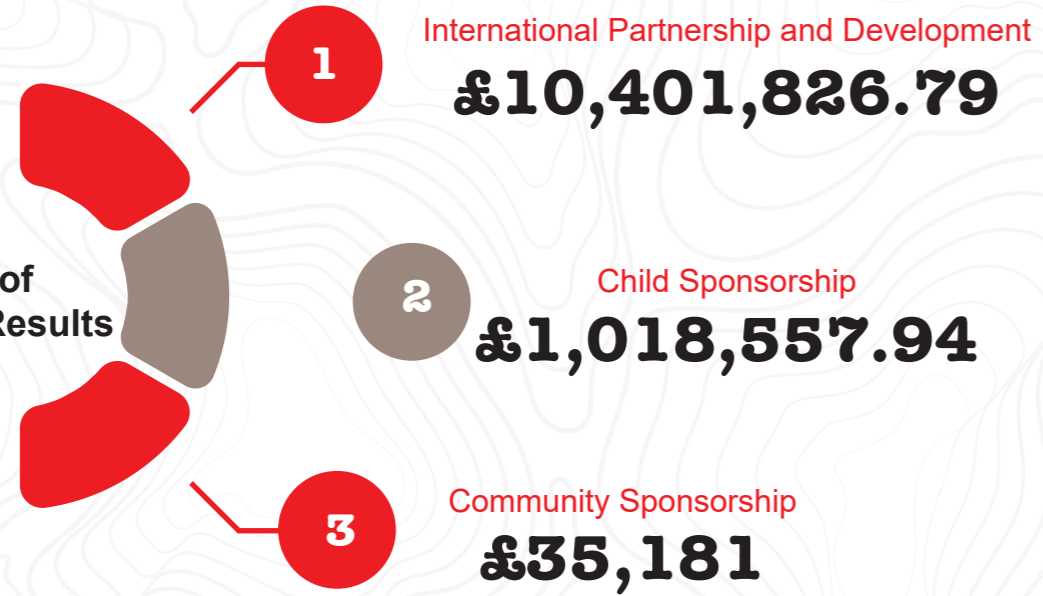 1
International Partnership and Development
£10,401,826.79
of
Results
2
Child Sponsorship
£1,018,557.94
3
Community Sponsorship
£35,181